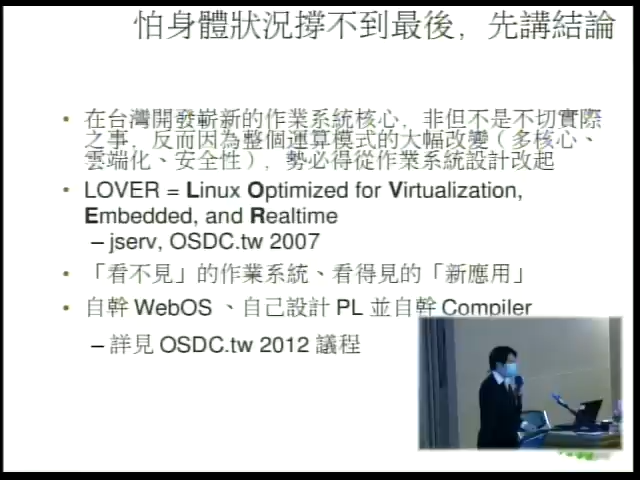 怕身體狀況撐不到最後，先講結論
• 在台灣開發嶄新的作業系統核心，非但不是不切實際
之事，反而因為整個運算模式的大幅改變（多核心、
雲端化、安全性），勢必得從作業系統設計改起
• LOVER = Linux Optimized for Virtualization,
Embedded, and Realtime
– jserv, OSDC.tw 2007
• 「看不見」的作業系統、看得見的「新應用」
• 自幹 WebOS 、自己設計 PL 並自幹 Compiler
– 詳見 OSDC.tw 2012 議程